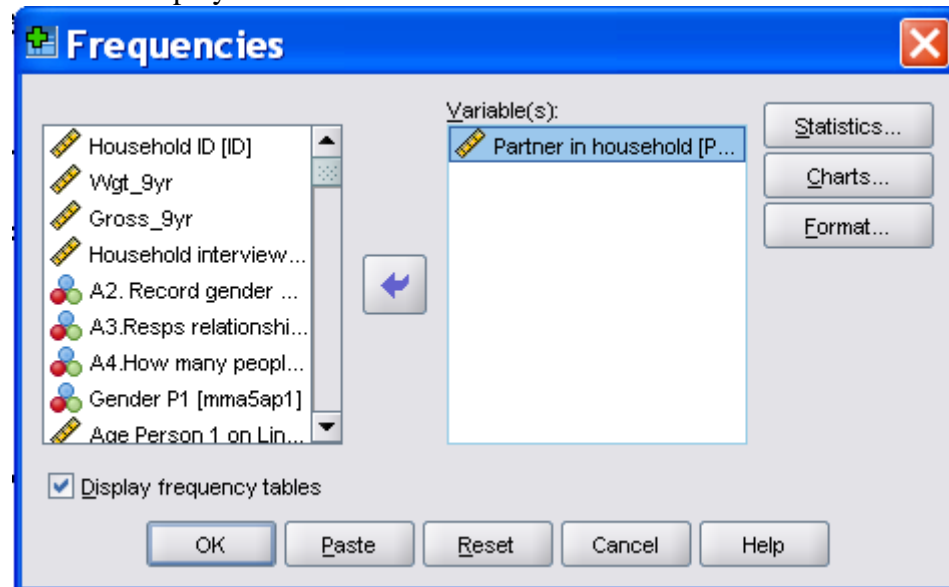 Frequencies
Variable(s):
Household ID [ID]
Wgt_9yr
Gross_9yr
Household interview...
A2. Record gender ...
A3.Resps relationshi...
A4.How many peopl...
Gender P1 [mma5ap1]
Age Person 1 on Lin...
Partner in household [P...
Statistics...
Charts...
Format...
Display frequency tables
OK Paste Reset Cancel Help